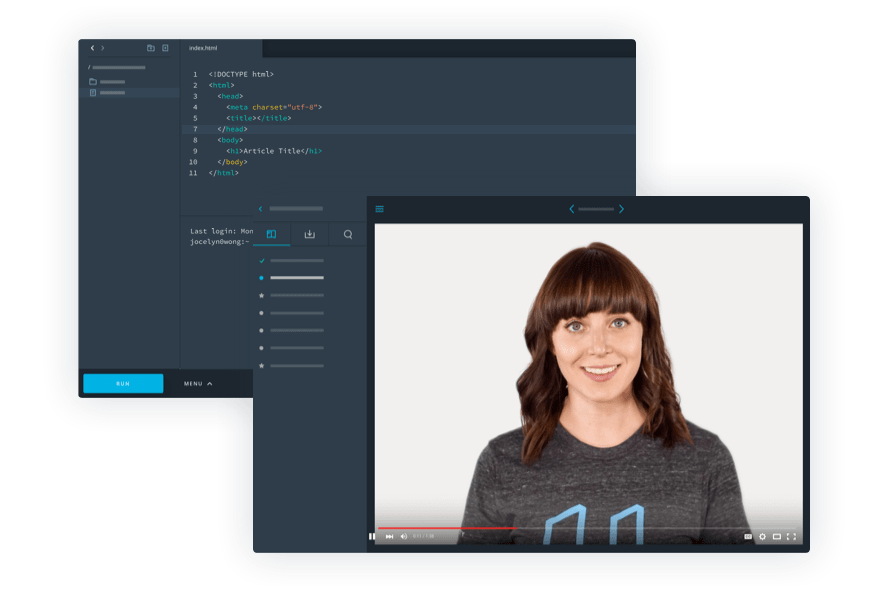 index.html
1 <!DOCTYPE html>
2 <html>
3 <head>
4 <meta charset="utf-8">
5 <title></title>
6
7 </head>
8 <body>
9 <h1>Article Title</h1>
10 </body>
11 </html>
Last login: Mon
jocelyn@wong:~
RUN
MENU